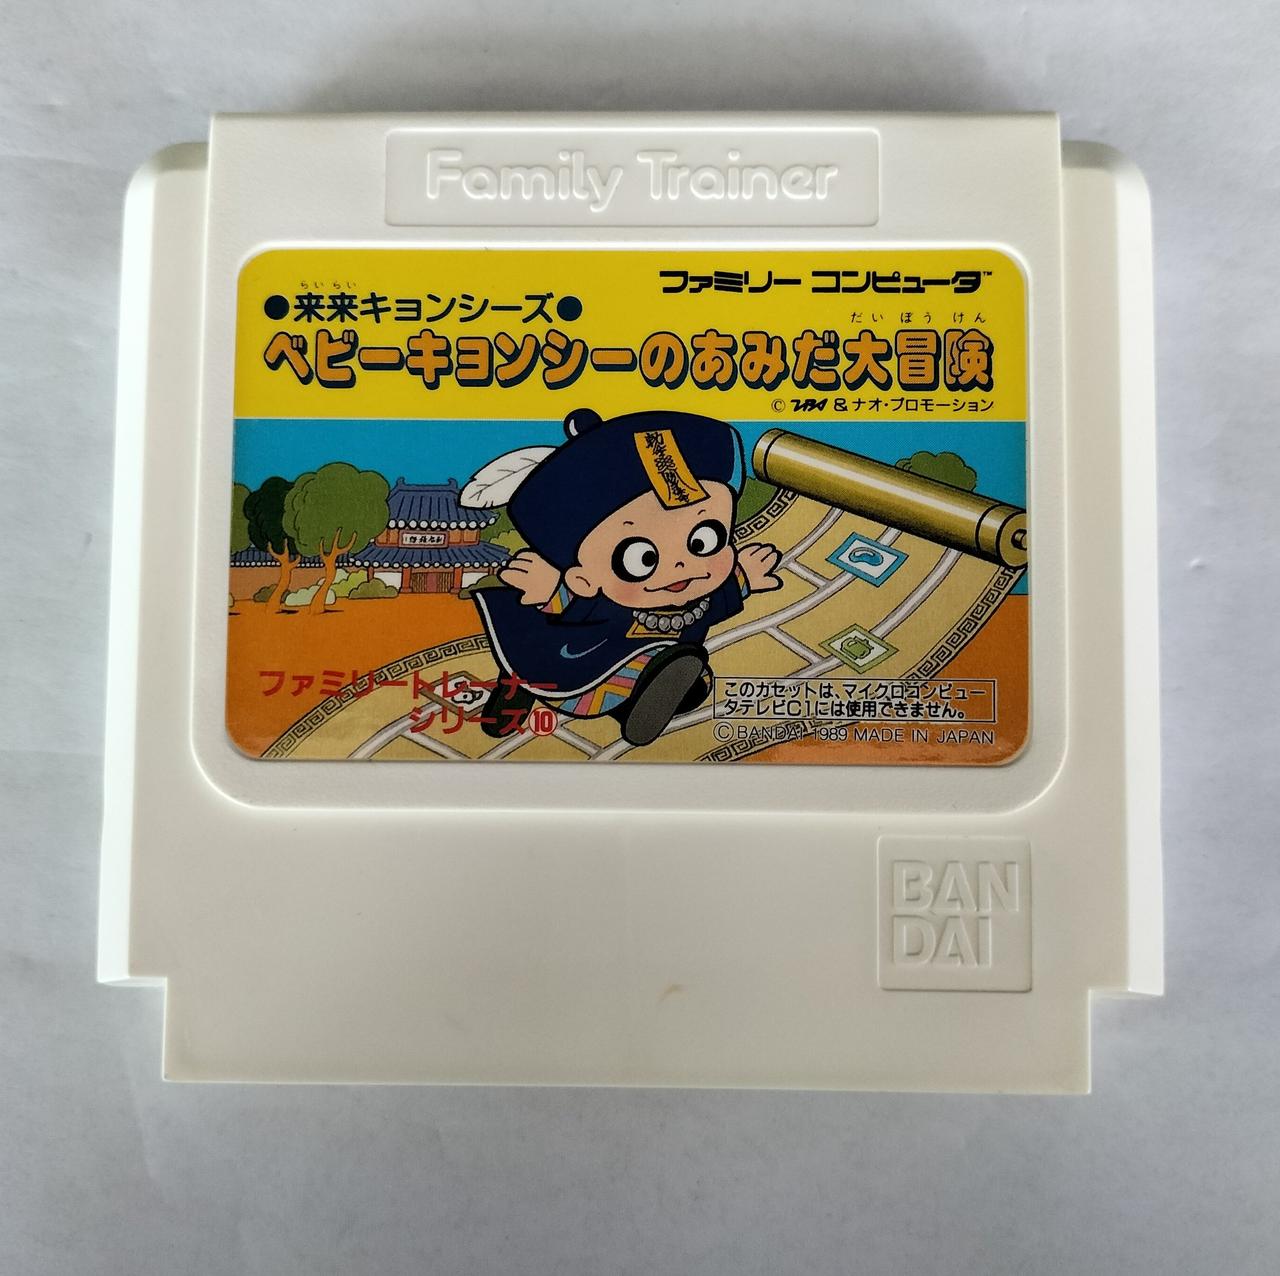 Family Trainer
ファミリー コンピュータ™
らいらい
●来来キョンシーズ●
だいぼうけん
ベビーキョンシーのあみだ大冒険
© TBS & ナオ・プロモーション
ファミリートレーナー
シリーズ⑩
このカセットは、マイクロコンピュー
タテレビC1には使用できません。
© BANDAI 1989 MADE IN JAPAN
BAN
DAI